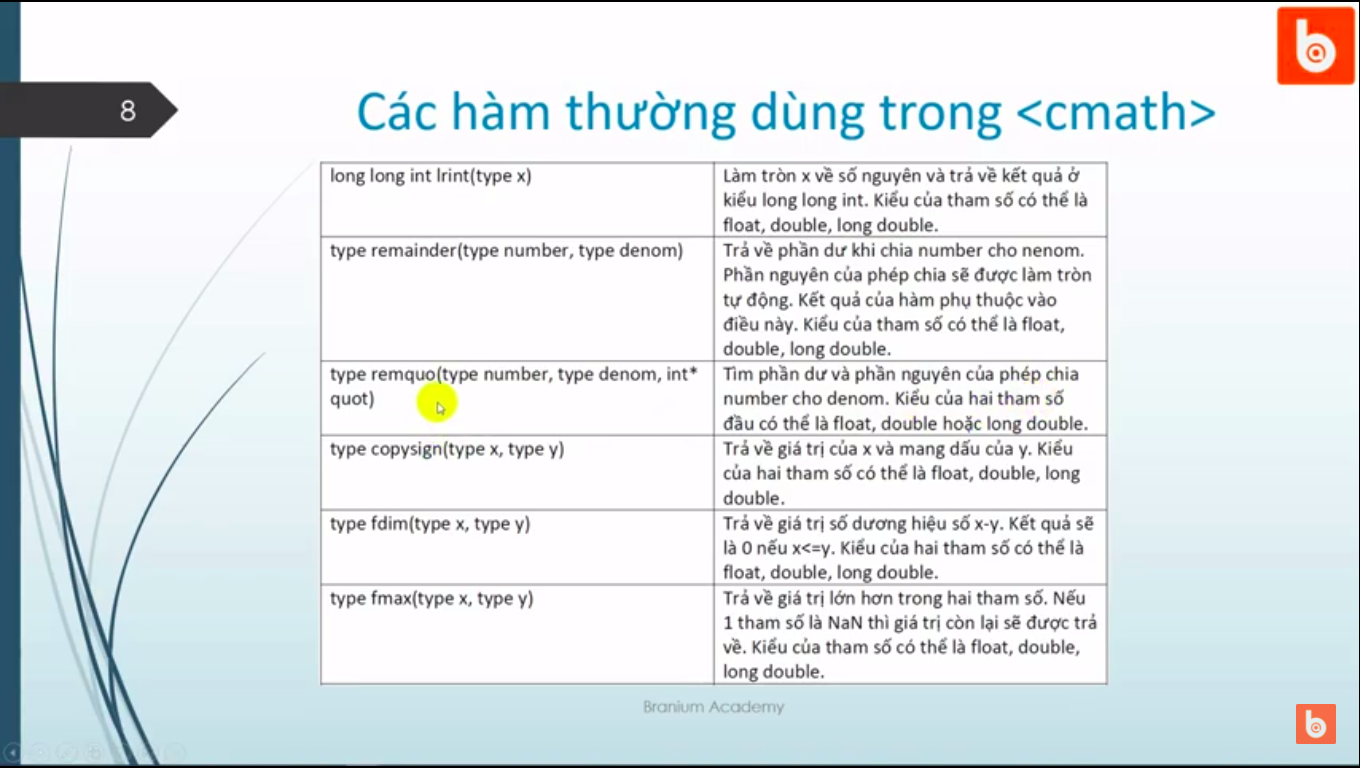 8
Các hàm thường dùng trong <cmath>
long long int lrint(type x)
Làm tròn x về số nguyên và trả về kết quả ở
kiểu long long int. Kiểu của tham số có thể là
float, double, long double.
type remainder(type number, type denom)
Trả về phần dư khi chia number cho nenom.
Phần nguyên của phép chia sẽ được làm tròn
tự động. Kết quả của hàm phụ thuộc vào
điều này. Kiểu của tham số có thể là float,
double, long double.
type remquo(type number, type denom, int*
quot)
Tìm phần dư và phần nguyên của phép chia
number cho denom. Kiểu của hai tham số
đầu có thể là float, double hoặc long double.
type copysign(type x, type y)
Trả về giá trị của x và mang dấu của y. Kiểu
của hai tham số có thể là float, double, long
double.
type fdim(type x, type y)
Trả về giá trị số dương hiệu số x-y. Kết quả sẽ
là 0 nếu x<=y. Kiểu của hai tham số có thể là
float, double, long double.
type fmax(type x, type y)
Trả về giá trị lớn hơn trong hai tham số. Nếu
1 tham số là NaN thì giá trị còn lại sẽ được trả
về. Kiểu của tham số có thể là float, double,
long double.
Branium Academy